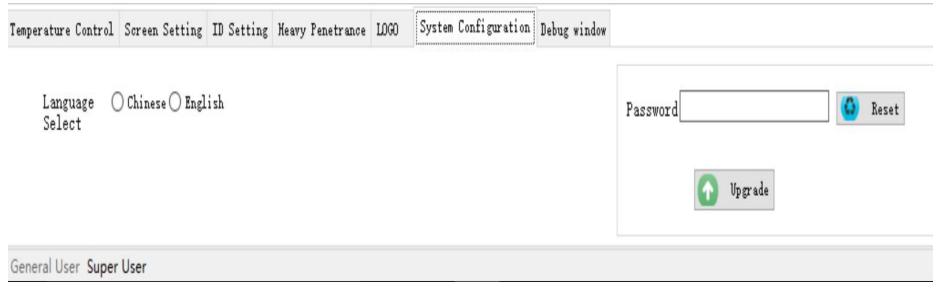 Temperature Control Screen Setting ID Setting Heavy Penetrance LOGO System Configuration Debug window
Language Select
Chinese English
Password Reset
Upgrade
General User Super User